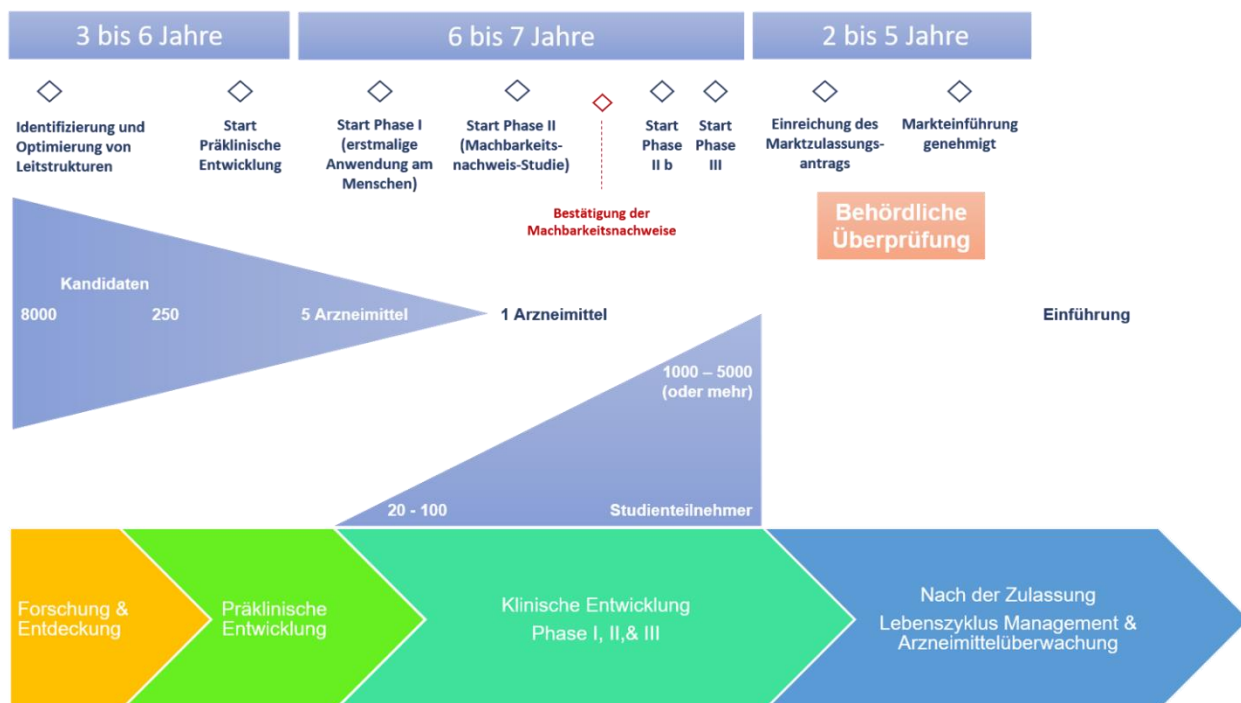 3 bis 6 Jahre
6 bis 7 Jahre
2 bis 5 Jahre
Identifizierung und
Optimierung von
Leitstrukturen
Start
Präklinische
Entwicklung
Start Phase I
(erstmalige
Anwendung am
Menschen)
Start Phase II
(Machbarkeits-
nachweis-Studie)
Bestätigung der
Machbarkeitsnachweise
Start
Phase
II b
Start
Phase
III
Einreichung des
Marktzulassungs-
antrags
Markteinführung
genehmigt
Behördliche
Überprüfung
Kandidaten
8000
250
5 Arzneimittel
1 Arzneimittel
Einführung
1000 – 5000
(oder mehr)
20 - 100
Studienteilnehmer
Forschung &
Entdeckung
Präklinische
Entwicklung
Klinische Entwicklung
Phase I, II,& III
Nach der Zulassung
Lebenszyklus Management &
Arzneimittelüberwachung